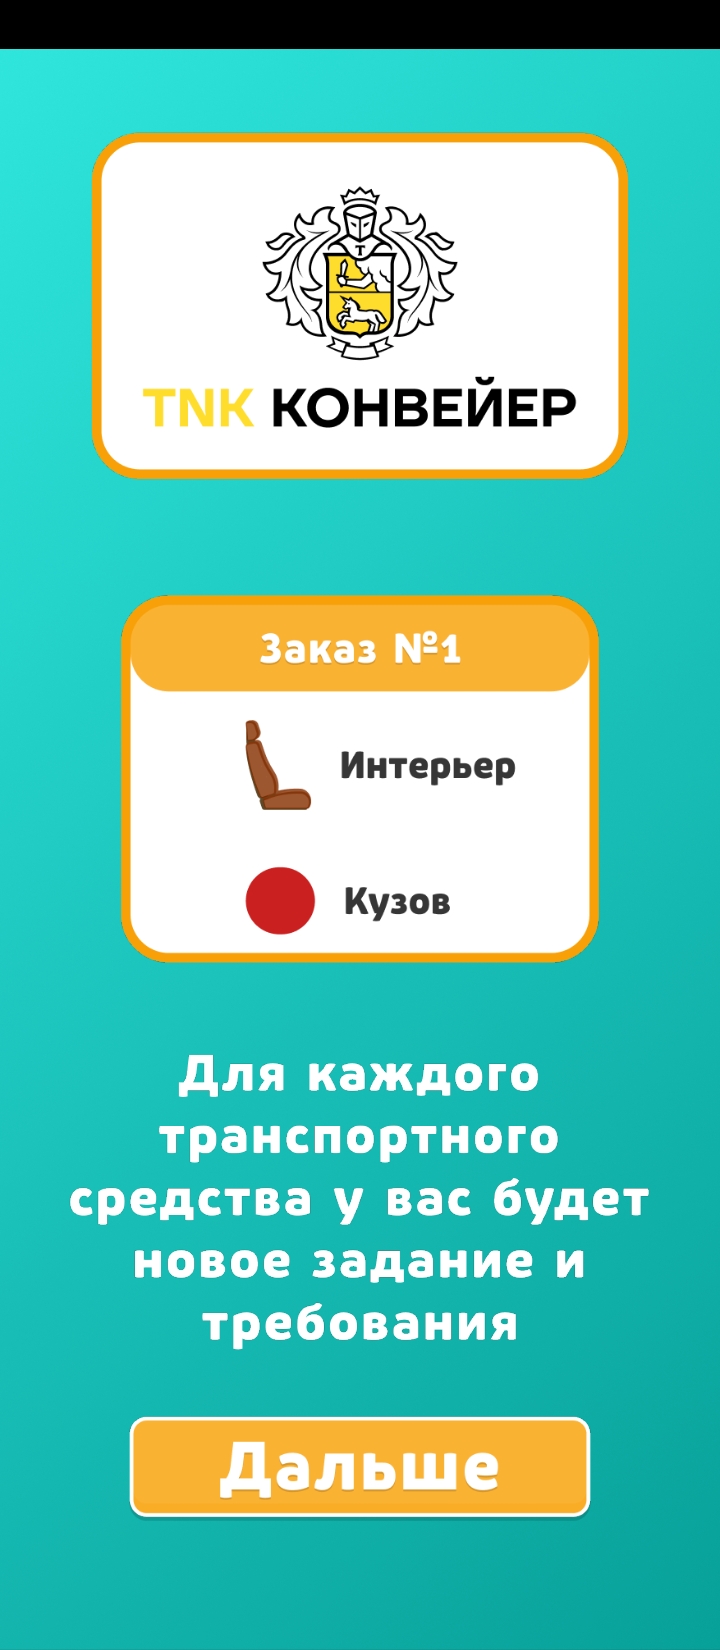 Т
TNK КОНВЕЙЕР
Заказ №1
Интерьер
Кузов
Для каждого
транспортного
средства у вас будет
новое задание и
требования
Дальше